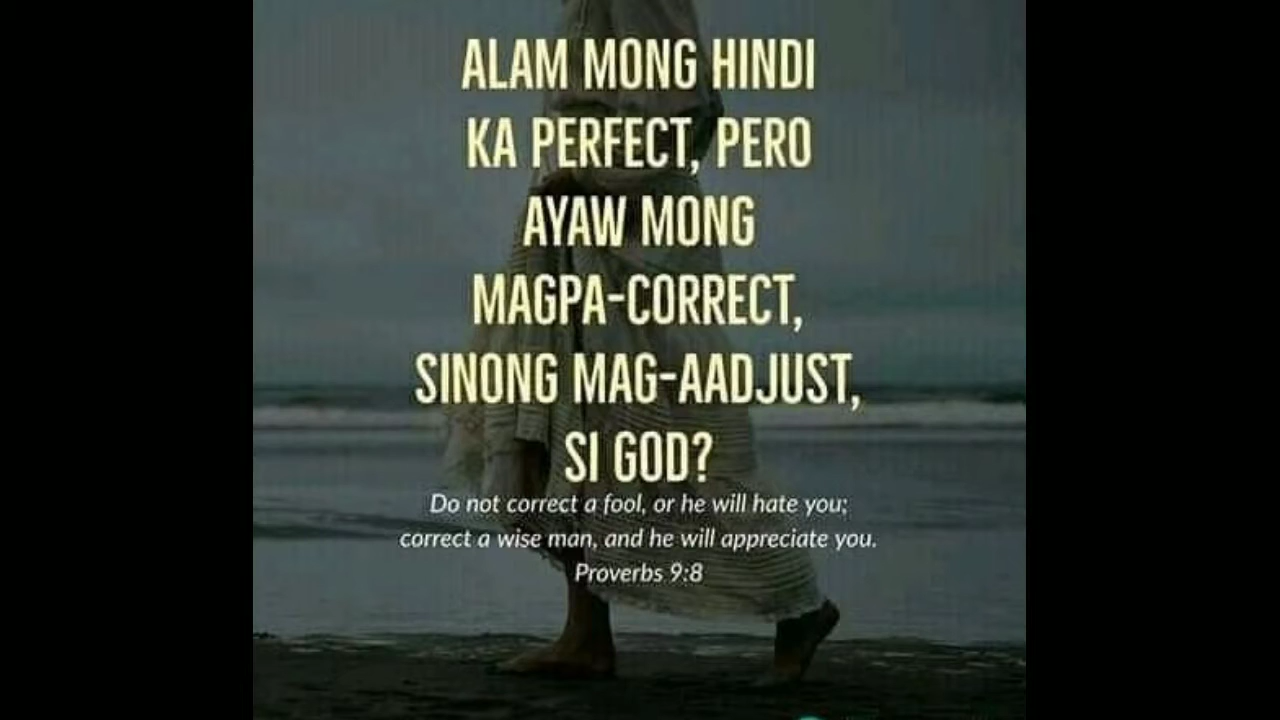 ALAM MONG HINDI
KA PERFECT, PERO
AYAW MONG
MAGPA-CORRECT,
SINONG MAG-AADJUST,
SI GOD?
Do not correct a fool, or he will hate you;
correct a wise man, and he will appreciate you.
Proverbs 9:8